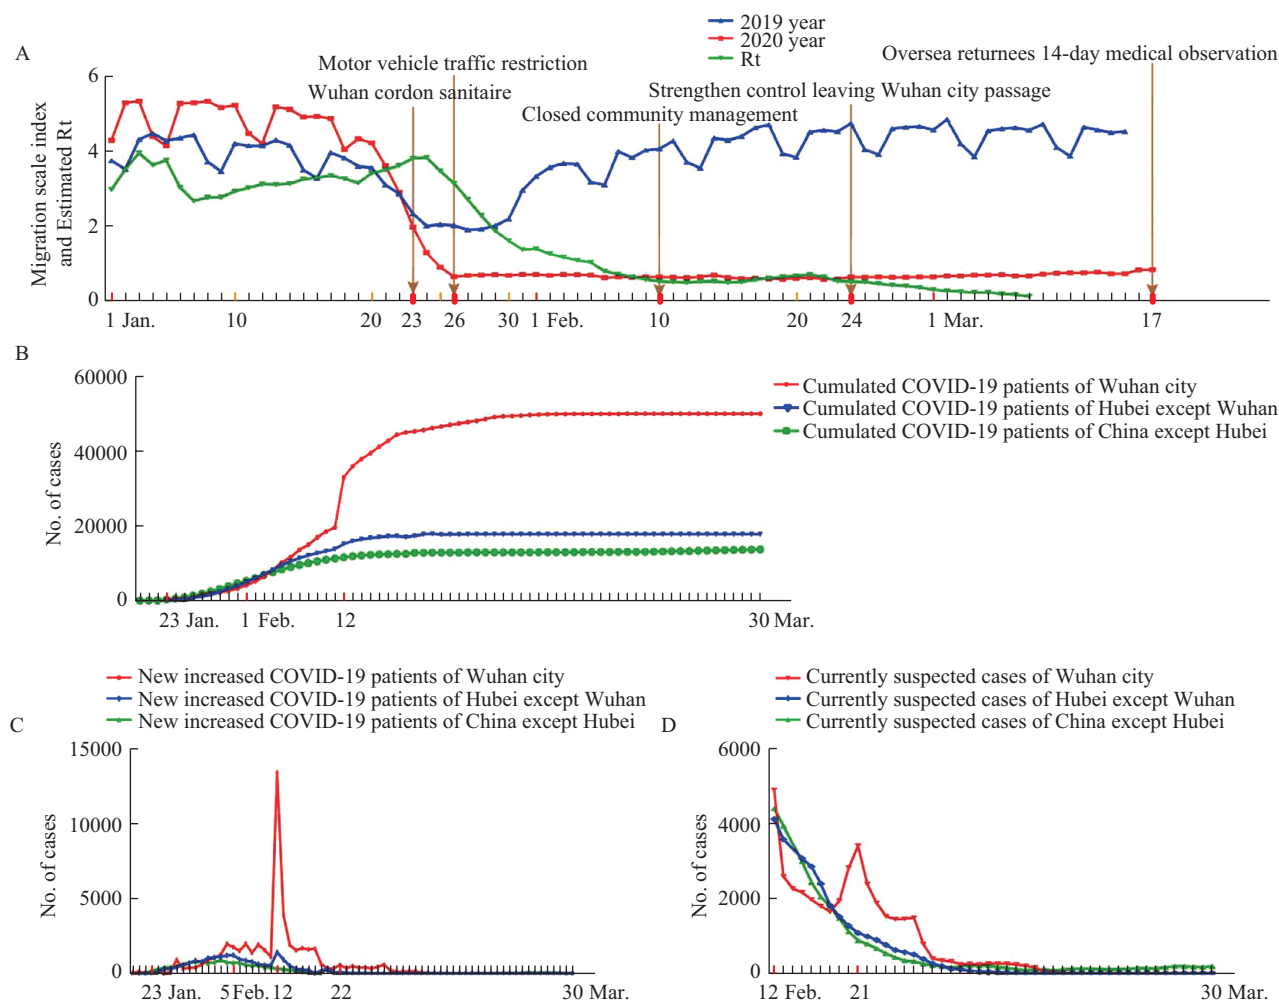 2019 year
2020 year
Rt
A
Oversea returnees 14-day medical observation
Motor vehicle traffic restriction
Strengthen control leaving Wuhan city passage
Wuhan cordon sanitaire
Closed community management
Migration scale index
and Estimated Rt
6
4
2
0
1 Jan. 10 20 23 26 30 1 Feb. 10 20 24 1 Mar. 17
B
Cumulated COVID-19 patients of Wuhan city
Cumulated COVID-19 patients of Hubei except Wuhan
Cumulated COVID-19 patients of China except Hubei
No. of cases
60000
40000
20000
0
23 Jan. 1 Feb. 12 30 Mar.
C
New increased COVID-19 patients of Wuhan city
New increased COVID-19 patients of Hubei except Wuhan
New increased COVID-19 patients of China except Hubei
No. of cases
15000
10000
5000
0
23 Jan. 5 Feb. 12 22 30 Mar.
D
Currently suspected cases of Wuhan city
Currently suspected cases of Hubei except Wuhan
Currently suspected cases of China except Hubei
No. of cases
6000
4000
2000
0
12 Feb. 21 30 Mar.